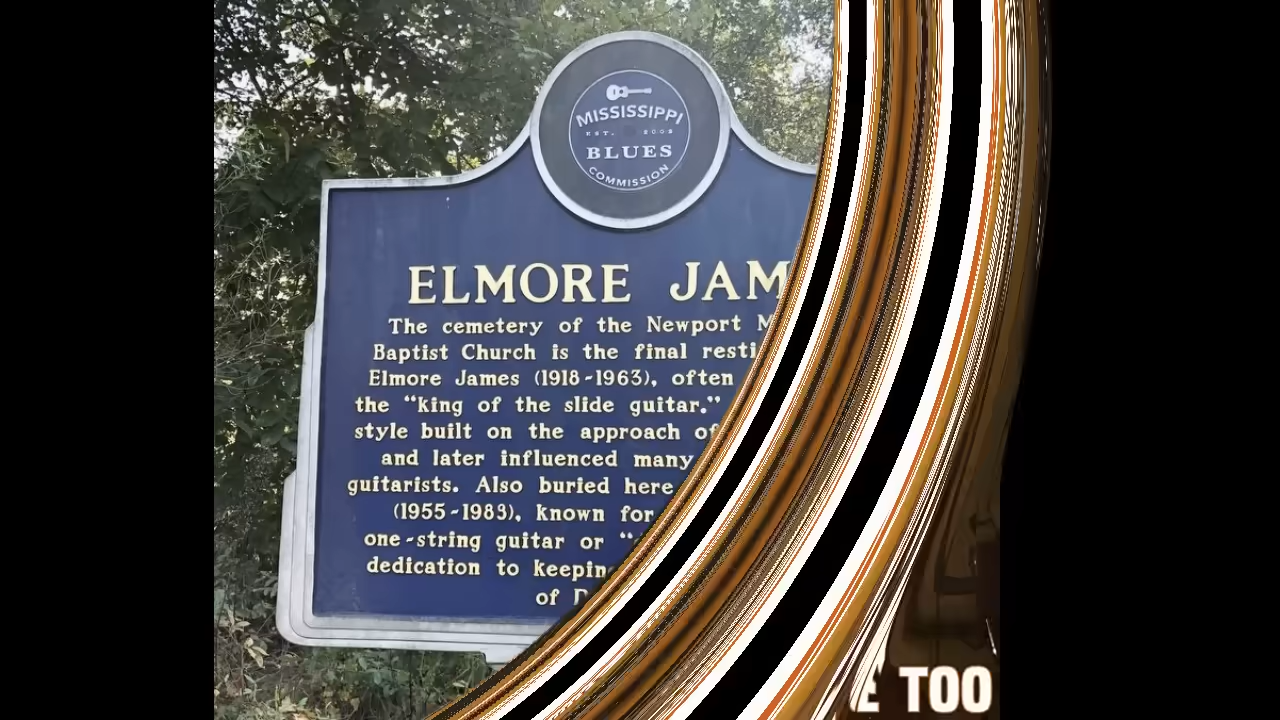 MISSISSIPPI
EST. 2005
BLUES
COMMISSION
ELMORE JAM
The cemetery of the Newport M
Baptist Church is the final resti
Elmore James (1918-1963), often
the “king of the slide guitar.”
style built on the approach of
and later influenced many
guitarists. Also buried here
(1955-1983), known for
one-string guitar or “
dedication to keeping
of D
E TOO